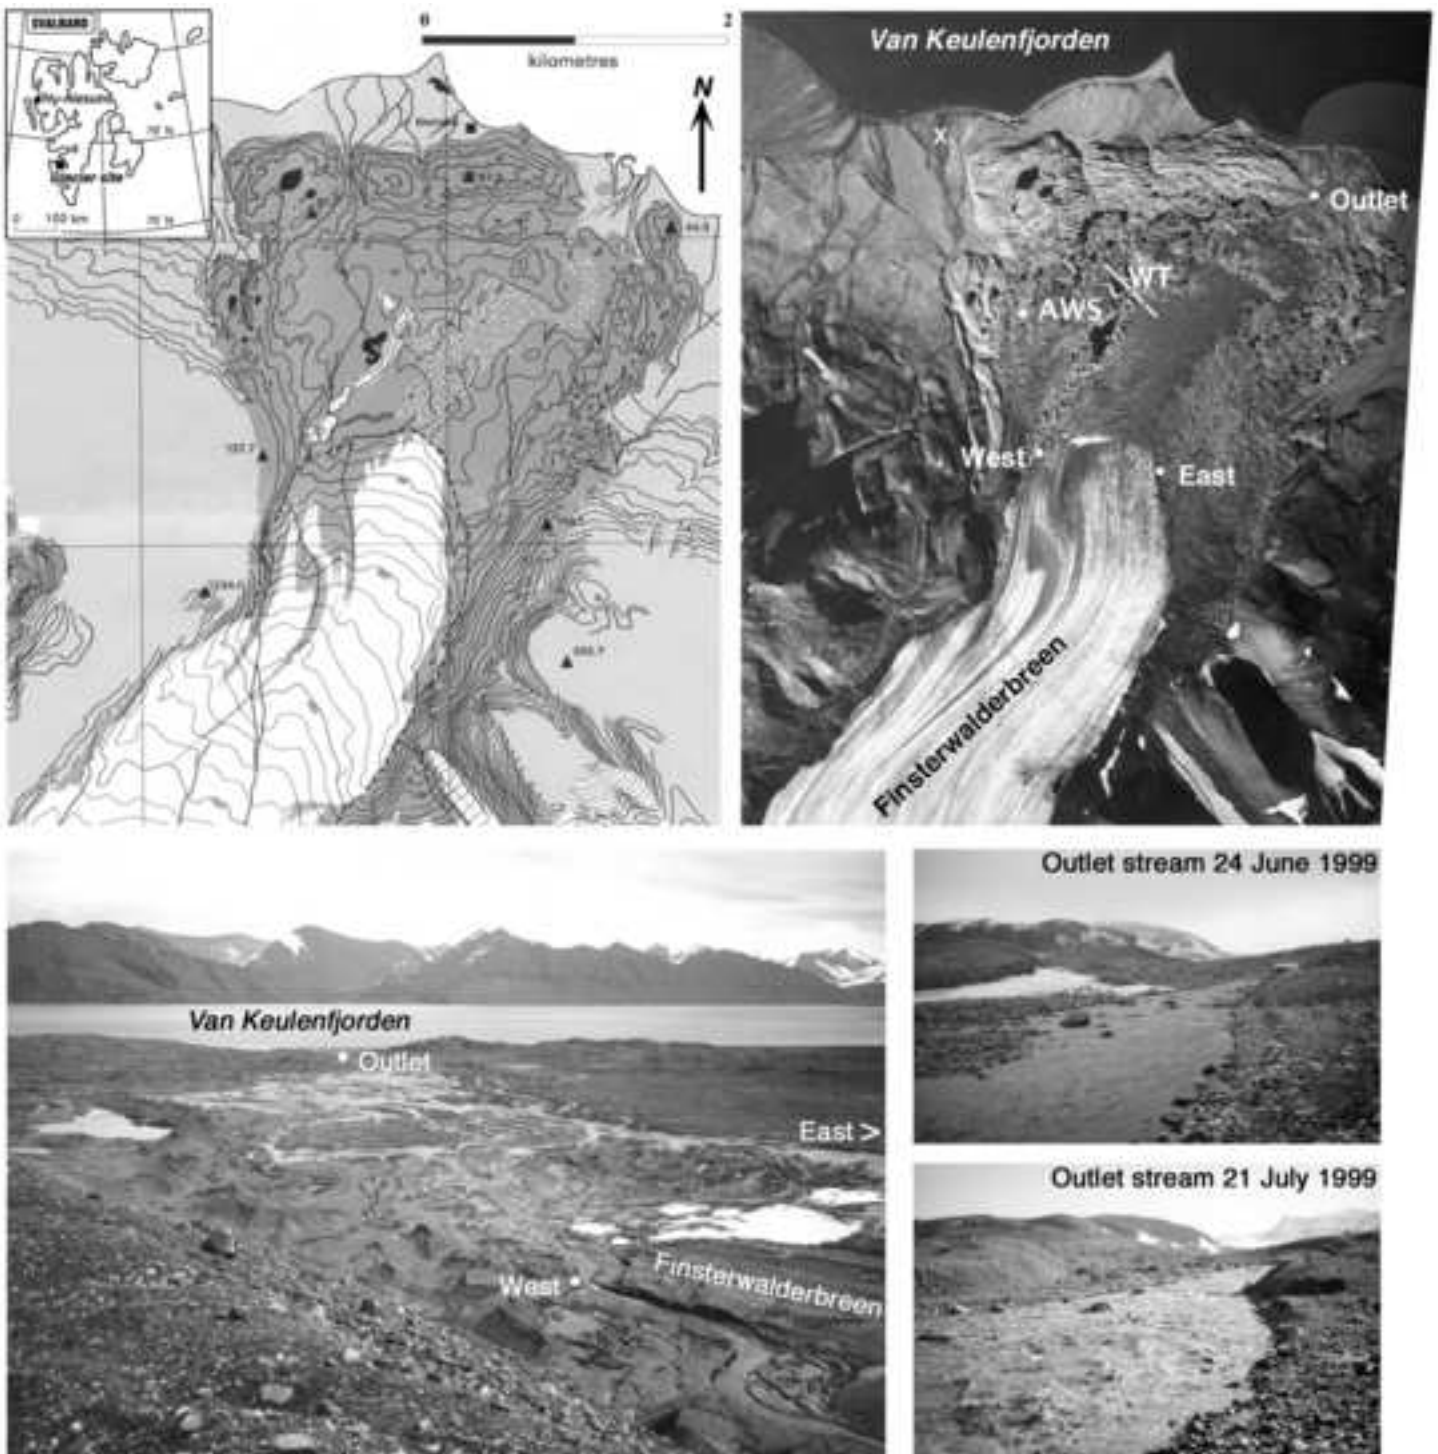 SVALBARD
Ny-Ålesund
Glacier site
0 100 km
0 2
kilometres
N
Van Keulenfjorden
X
Outlet
WT
AWS
West
East
Finsterwalderbreen
Van Keulenfjorden
Outlet
East >
West
Finsterwalderbreen
Outlet stream 24 June 1999
Outlet stream 21 July 1999